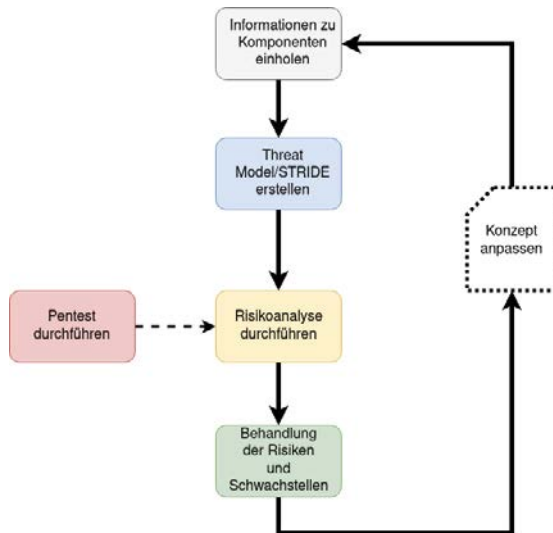 Informationen zu
Komponenten
einholen
Threat
Model/STRIDE
erstellen
Konzept
anpassen
Pentest
durchführen
Risikoanalyse
durchführen
Behandlung
der Risiken
und
Schwachstellen